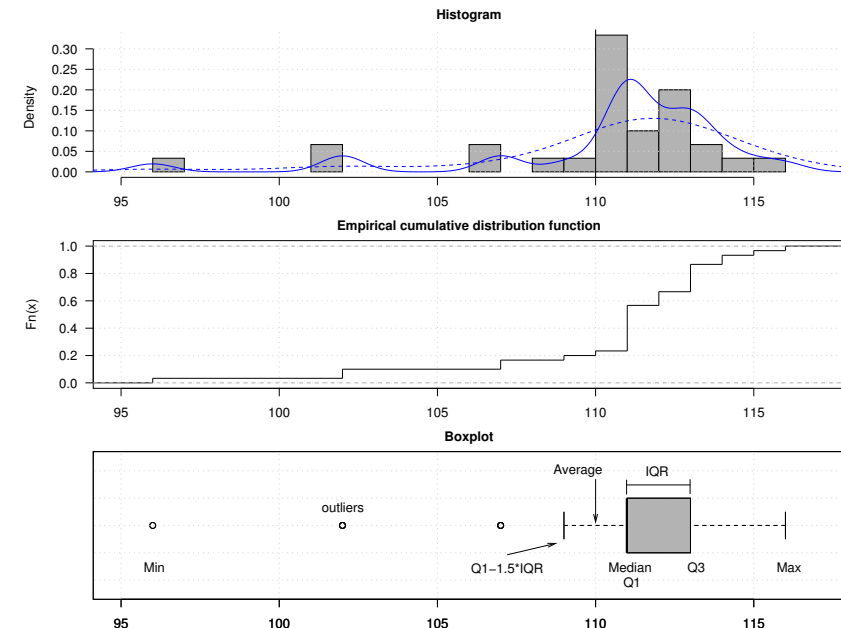 Histogram
Density
0.30
0.25
0.20
0.15
0.10
0.05
0.00
95 100 105 110 115
Empirical cumulative distribution function
Fn(x)
1.0
0.8
0.6
0.4
0.2
0.0
95 100 105 110 115
Boxplot
Average IQR
outliers
Min Q1−1.5*IQR Median Q3 Max
Q1
95 100 105 110 115